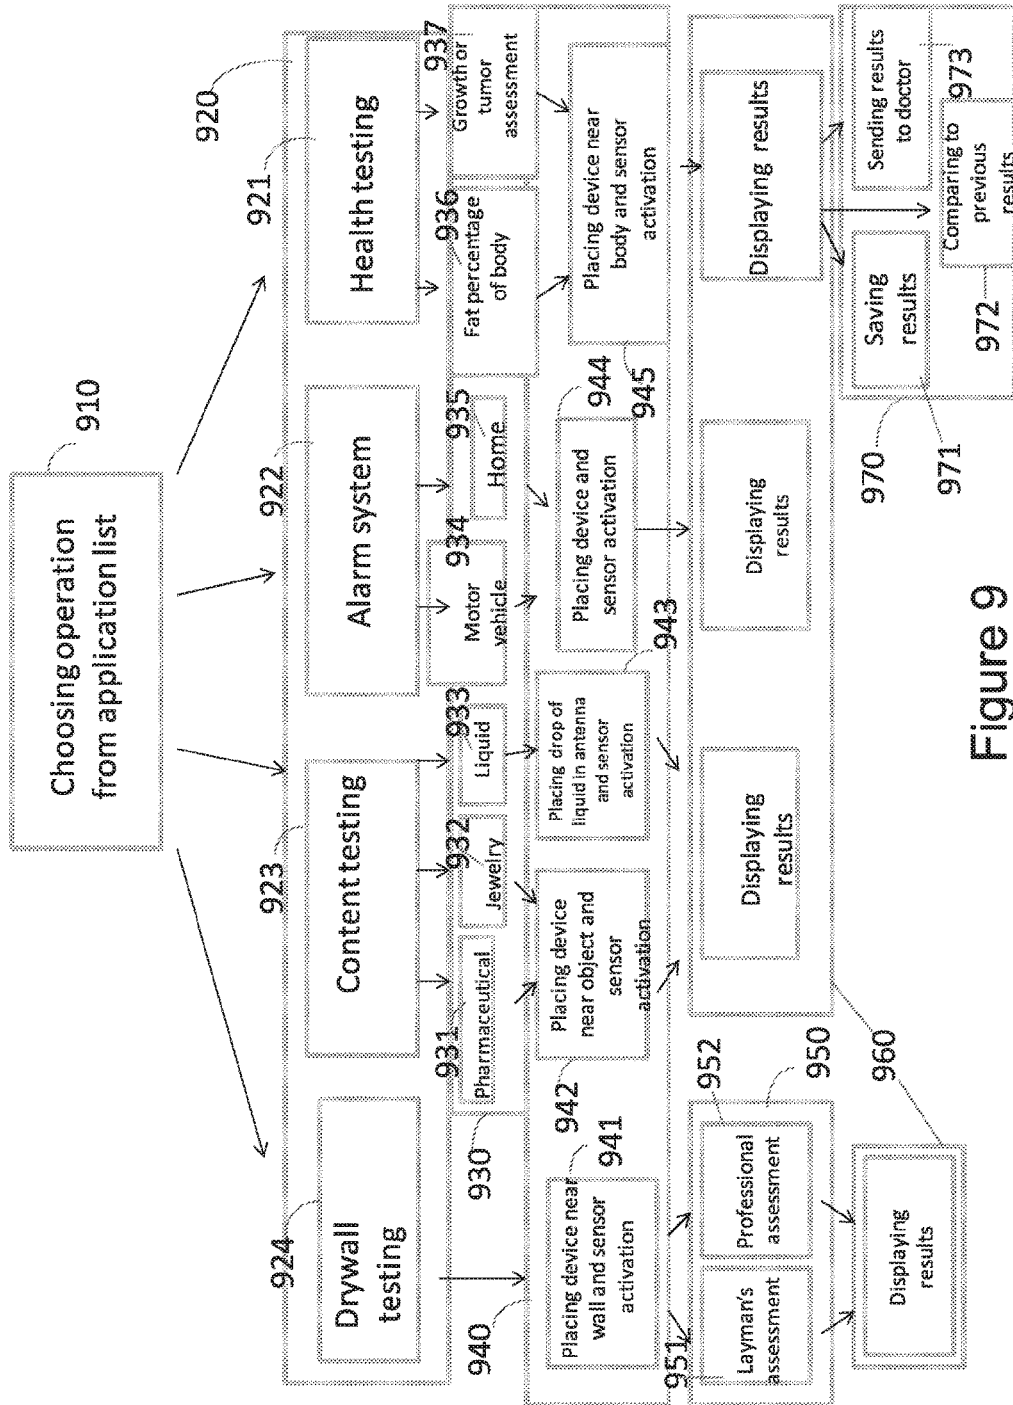 Choosing operation
from application list
910
920
924
923
922
921
Drywall
testing
Content testing
Alarm system
Health testing
930
931
932
933
934
935
936
937
Pharmaceutical
Jewelry
Liquid
Motor
vehicle
Home
Fat percentage
of body
Growth or
tumor
assessment
940
941
942
943
944
945
Placing device near
wall and sensor
activation
Placing device
near object and
sensor
activation
Placing drop of
liquid in antenna
and sensor
activation
Placing device and
sensor activation
Placing device near
body and sensor
activation
951
952
950
Layman's
assessment
Professional
assessment
960
Displaying
results
Displaying
results
Displaying
results
Displaying results
970
971
972
973
Saving
results
Comparing to
previous
results
Sending results
to doctor
Figure 9